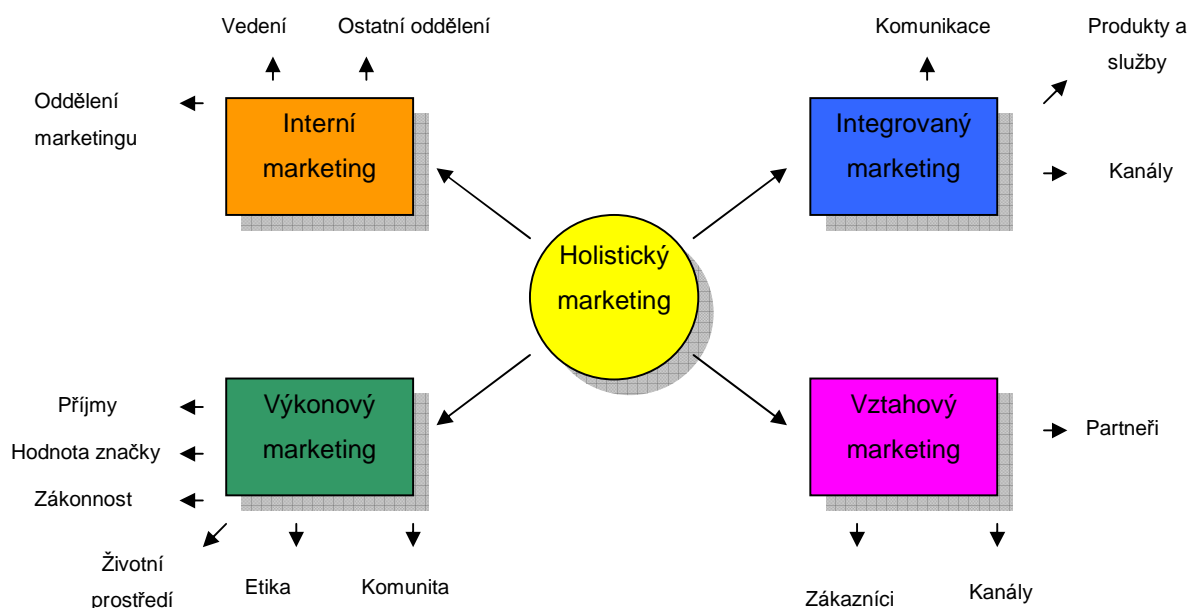 Vedení
Ostatní oddělení
Komunikace
Produkty a
služby
Oddělení
marketingu
Interní
marketing
Integrovaný
marketing
Kanály
Holistický
marketing
Příjmy
Hodnota značky
Zákonnost
Výkonový
marketing
Vztahový
marketing
Partneři
Životní
prostředí
Etika
Komunita
Zákazníci
Kanály